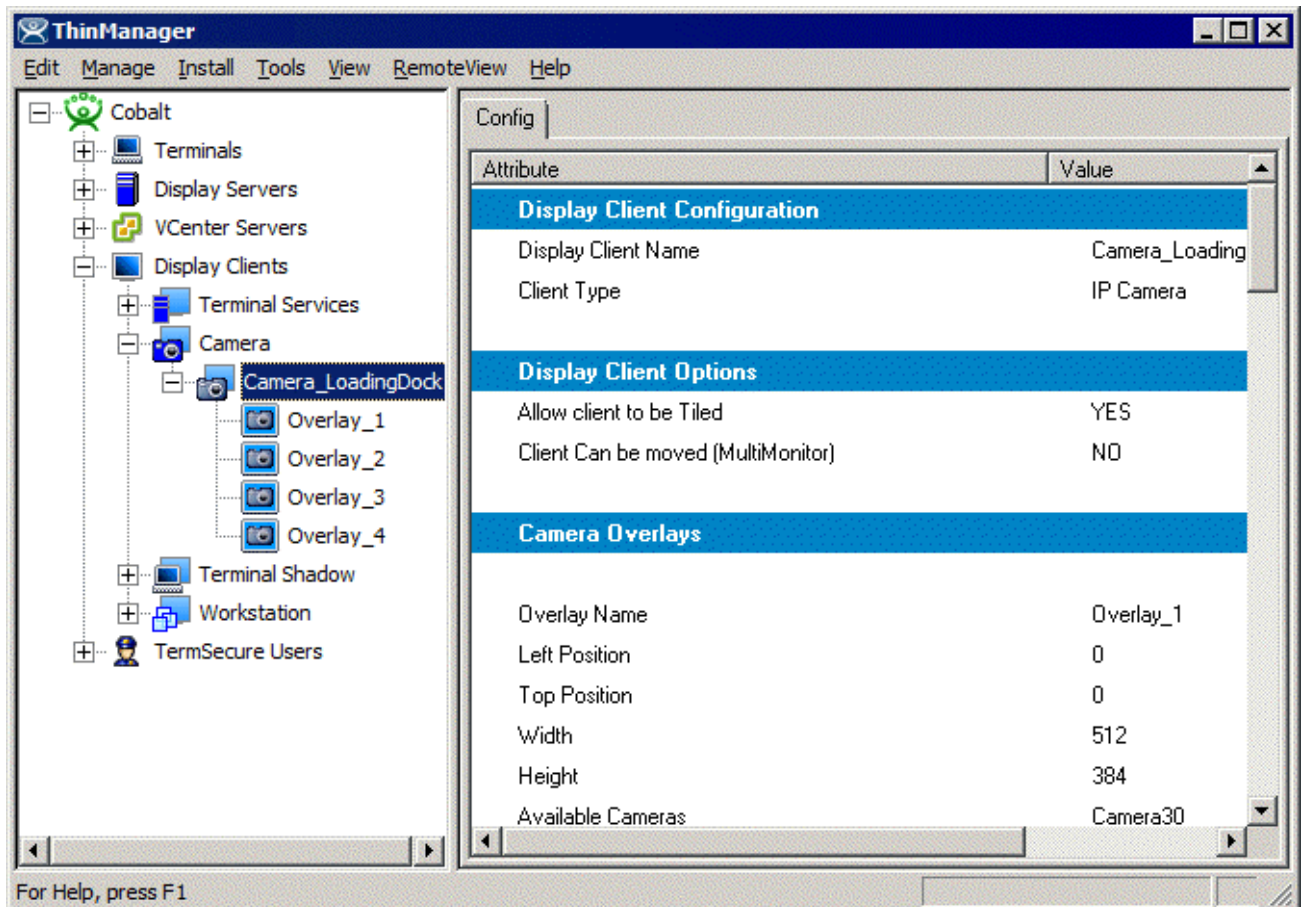 ThinManager
Edit Manage Install Tools View RemoteView Help
Cobalt
Terminals
Display Servers
VCenter Servers
Display Clients
Terminal Services
Camera
Camera_LoadingDock
Overlay_1
Overlay_2
Overlay_3
Overlay_4
Terminal Shadow
Workstation
TermSecure Users
Config
Attribute Value
Display Client Configuration
Display Client Name Camera_Loading
Client Type IP Camera
Display Client Options
Allow client to be Tiled YES
Client Can be moved (MultiMonitor) NO
Camera Overlays
Overlay Name Overlay_1
Left Position 0
Top Position 0
Width 512
Height 384
Available Cameras Camera30
For Help, press F1